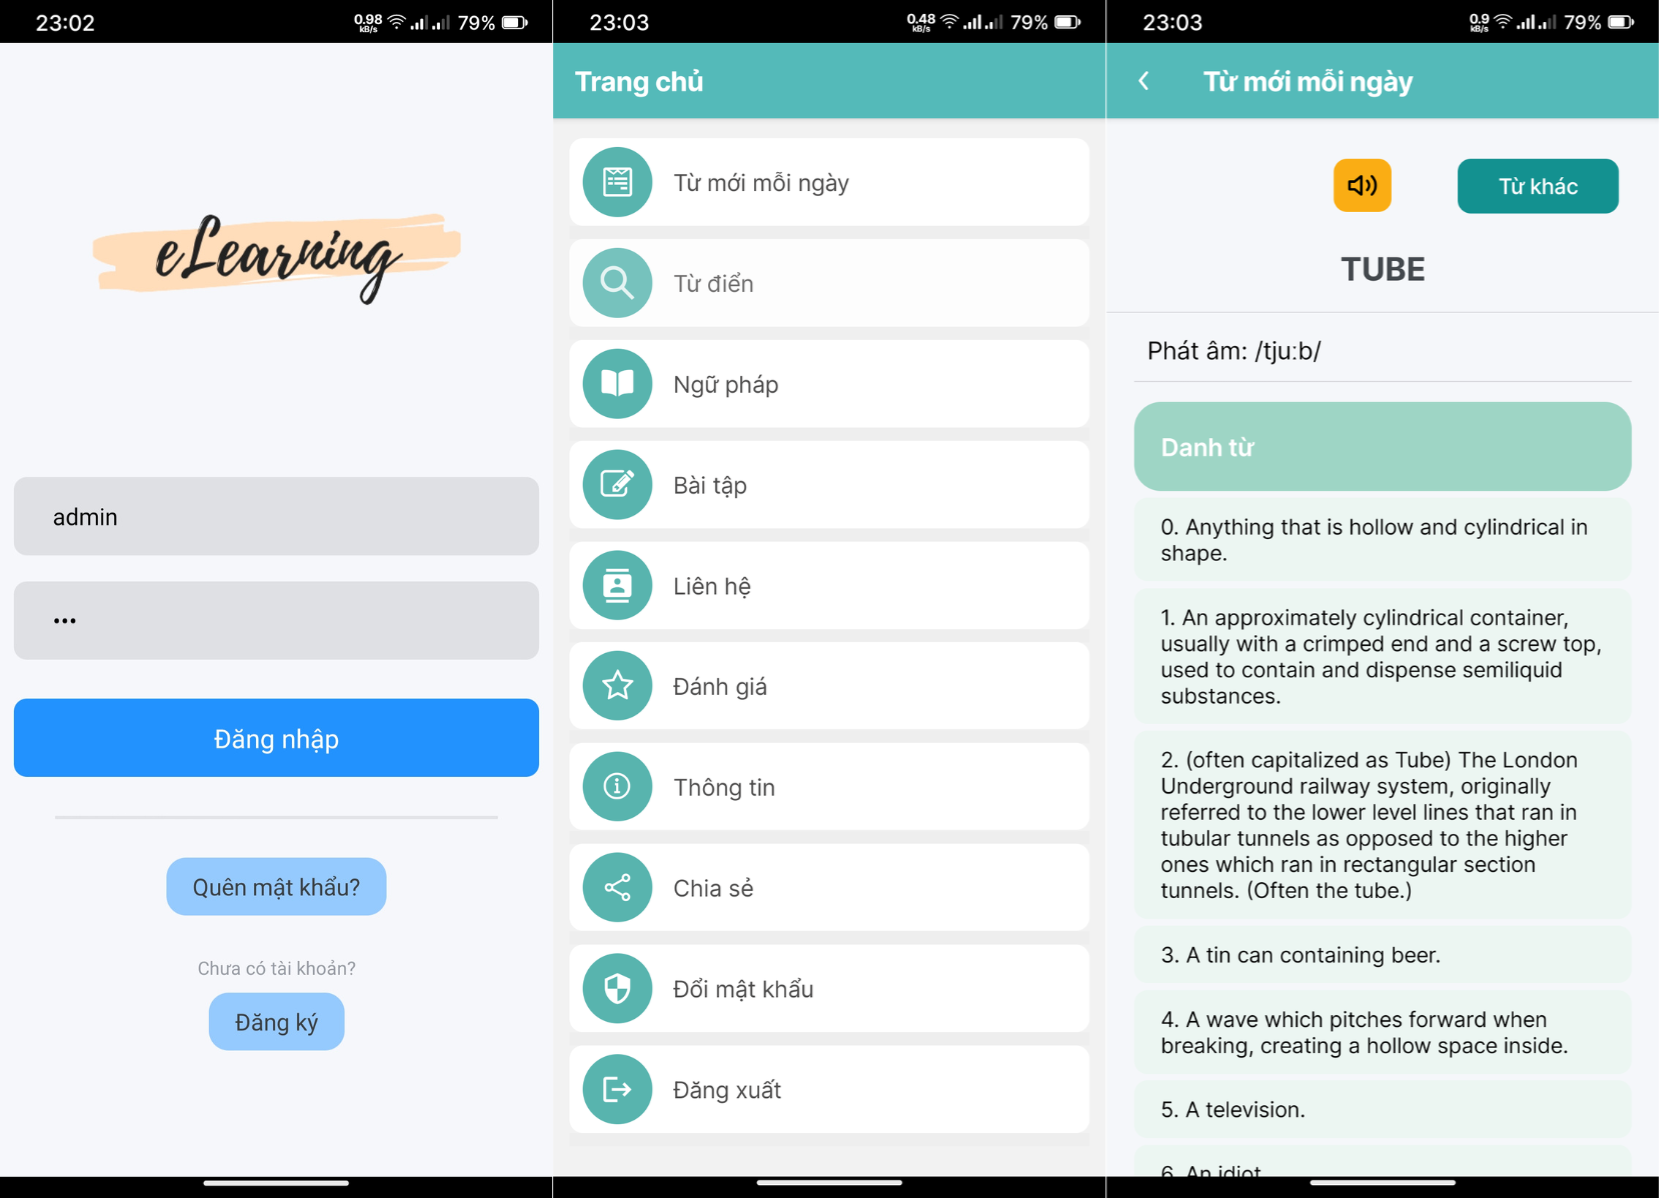 23:02
0.98 kB/s
79%
eLearning
admin
•••
Đăng nhập
Quên mật khẩu?
Chưa có tài khoản?
Đăng ký
23:03
0.48 kB/s
79%
Trang chủ
Từ mới mỗi ngày
Từ điển
Ngữ pháp
Bài tập
Liên hệ
Đánh giá
Thông tin
Chia sẻ
Đổi mật khẩu
Đăng xuất
23:03
0.9 kB/s
79%
Từ mới mỗi ngày
Từ khác
TUBE
Phát âm: /tjuːb/
Danh từ
0. Anything that is hollow and cylindrical in
shape.
1. An approximately cylindrical container,
usually with a crimped end and a screw top,
used to contain and dispense semiliquid
substances.
2. (often capitalized as Tube) The London
Underground railway system, originally
referred to the lower level lines that ran in
tubular tunnels as opposed to the higher
ones which ran in rectangular section
tunnels. (Often the tube.)
3. A tin can containing beer.
4. A wave which pitches forward when
breaking, creating a hollow space inside.
5. A television.
6. An idiot